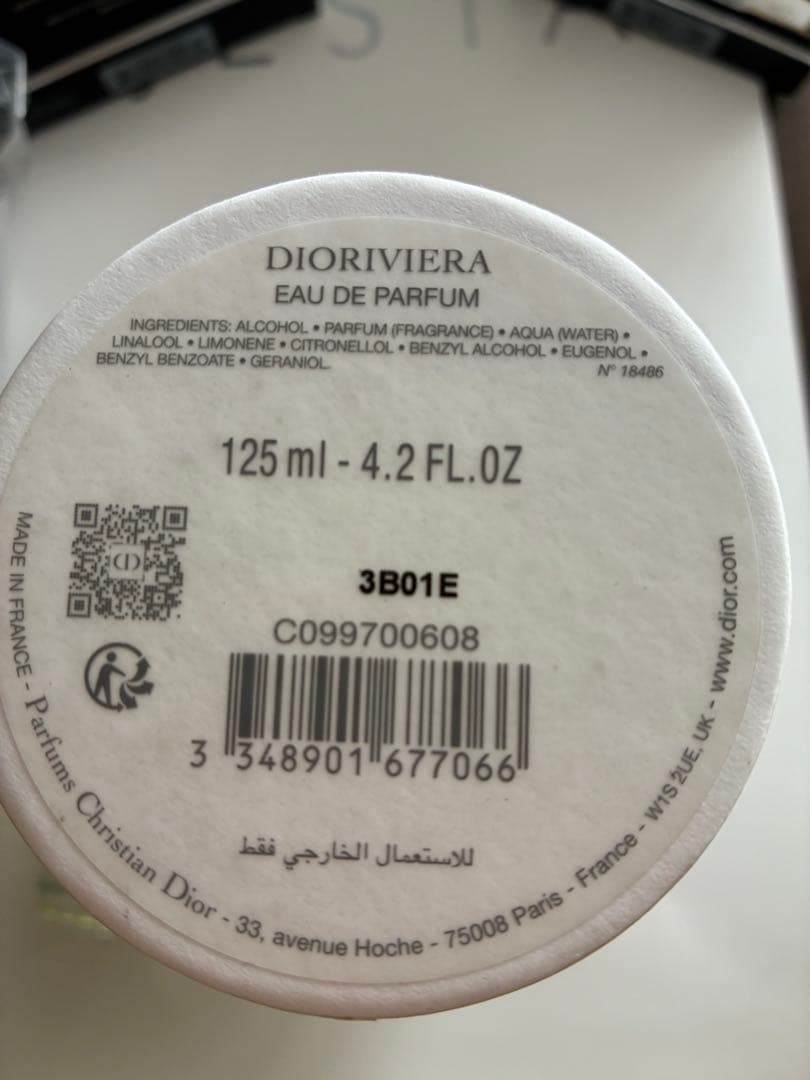 DIORIVIERA
EAU DE PARFUM
INGREDIENTS: ALCOHOL • PARFUM (FRAGRANCE) • AQUA (WATER) •
LINALOOL • LIMONENE • CITRONELLOL • BENZYL ALCOHOL • EUGENOL •
BENZYL BENZOATE • GERANIOL.
N° 18486
125 ml - 4.2 FL.OZ
3B01E
C099700608
3 348901 677066
للاستعمال الخارجي فقط
MADE IN FRANCE - Parfums Christian Dior - 33, avenue Hoche - 75008 Paris - France - W1S 2UE, UK - www.dior.com